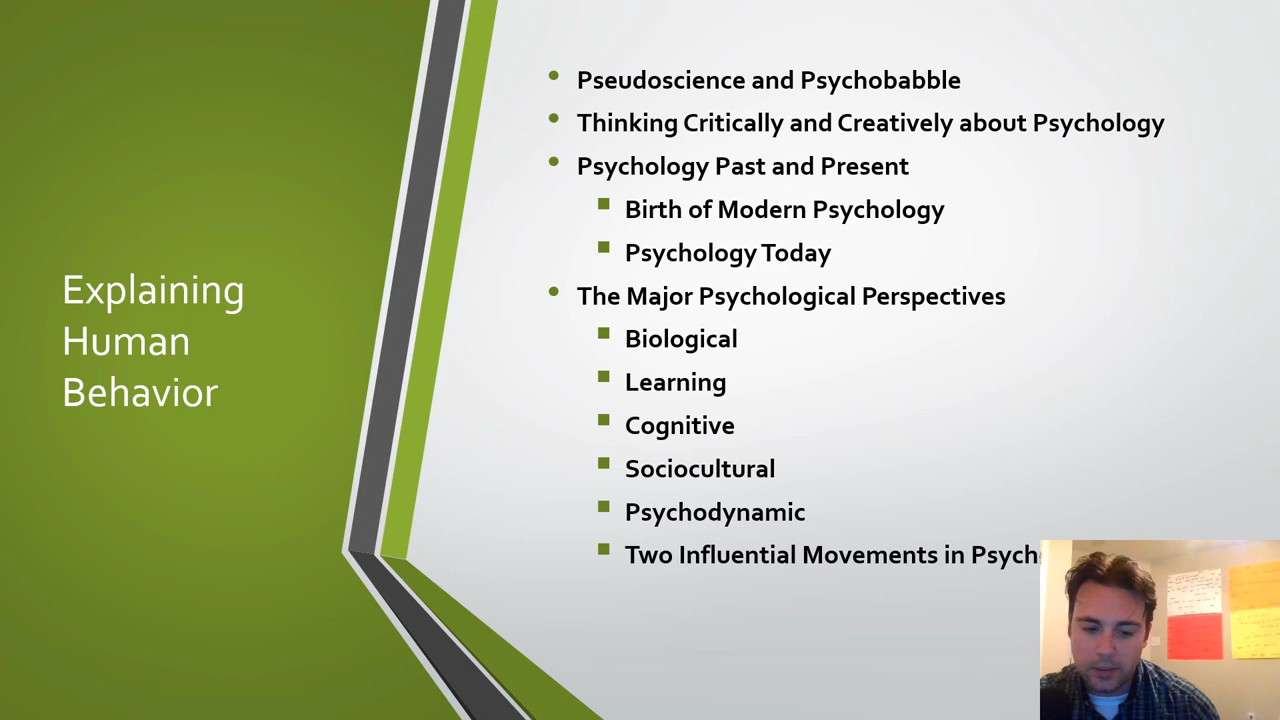 Explaining
Human
Behavior
Pseudoscience and Psychobabble
Thinking Critically and Creatively about Psychology
Psychology Past and Present
Birth of Modern Psychology
Psychology Today
The Major Psychological Perspectives
Biological
Learning
Cognitive
Sociocultural
Psychodynamic
Two Influential Movements in